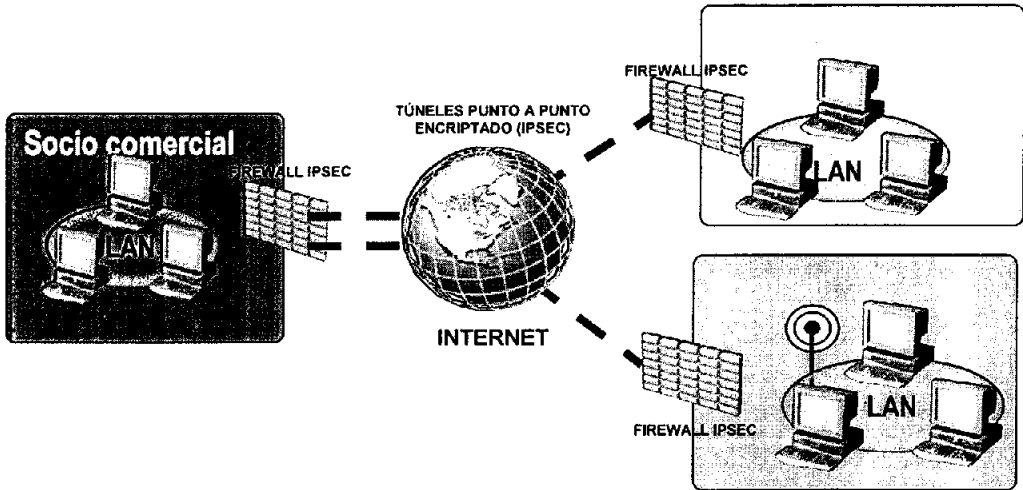 Socio comercial
LAN
FIREWALL IPSEC
TÚNELES PUNTO A PUNTO
ENCRIPTADO (IPSEC)
INTERNET
FIREWALL IPSEC
LAN
FIREWALL IPSEC
LAN